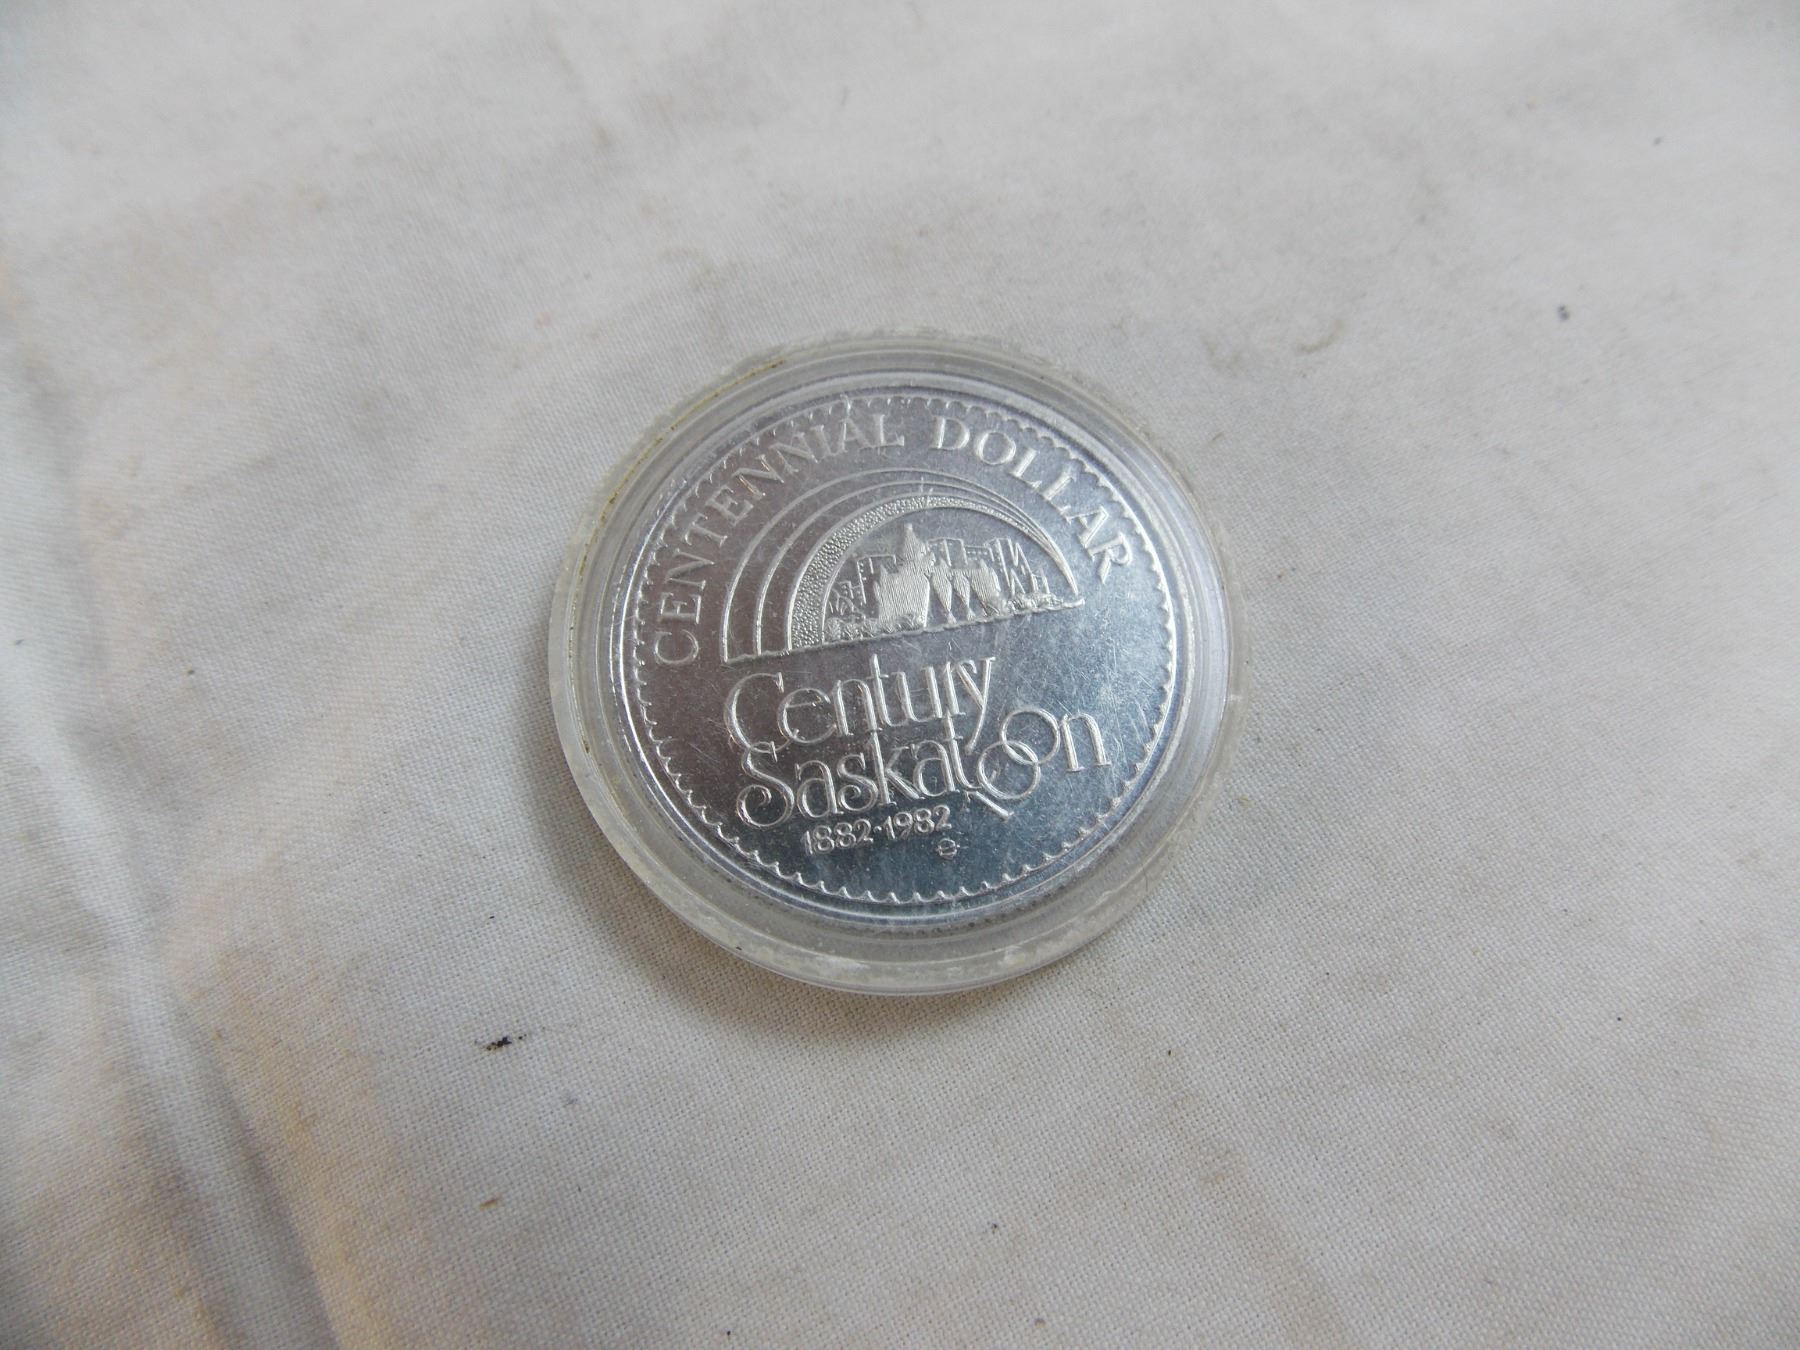 CENTENNIAL DOLLAR
Century
Saskatoon
1882·1982